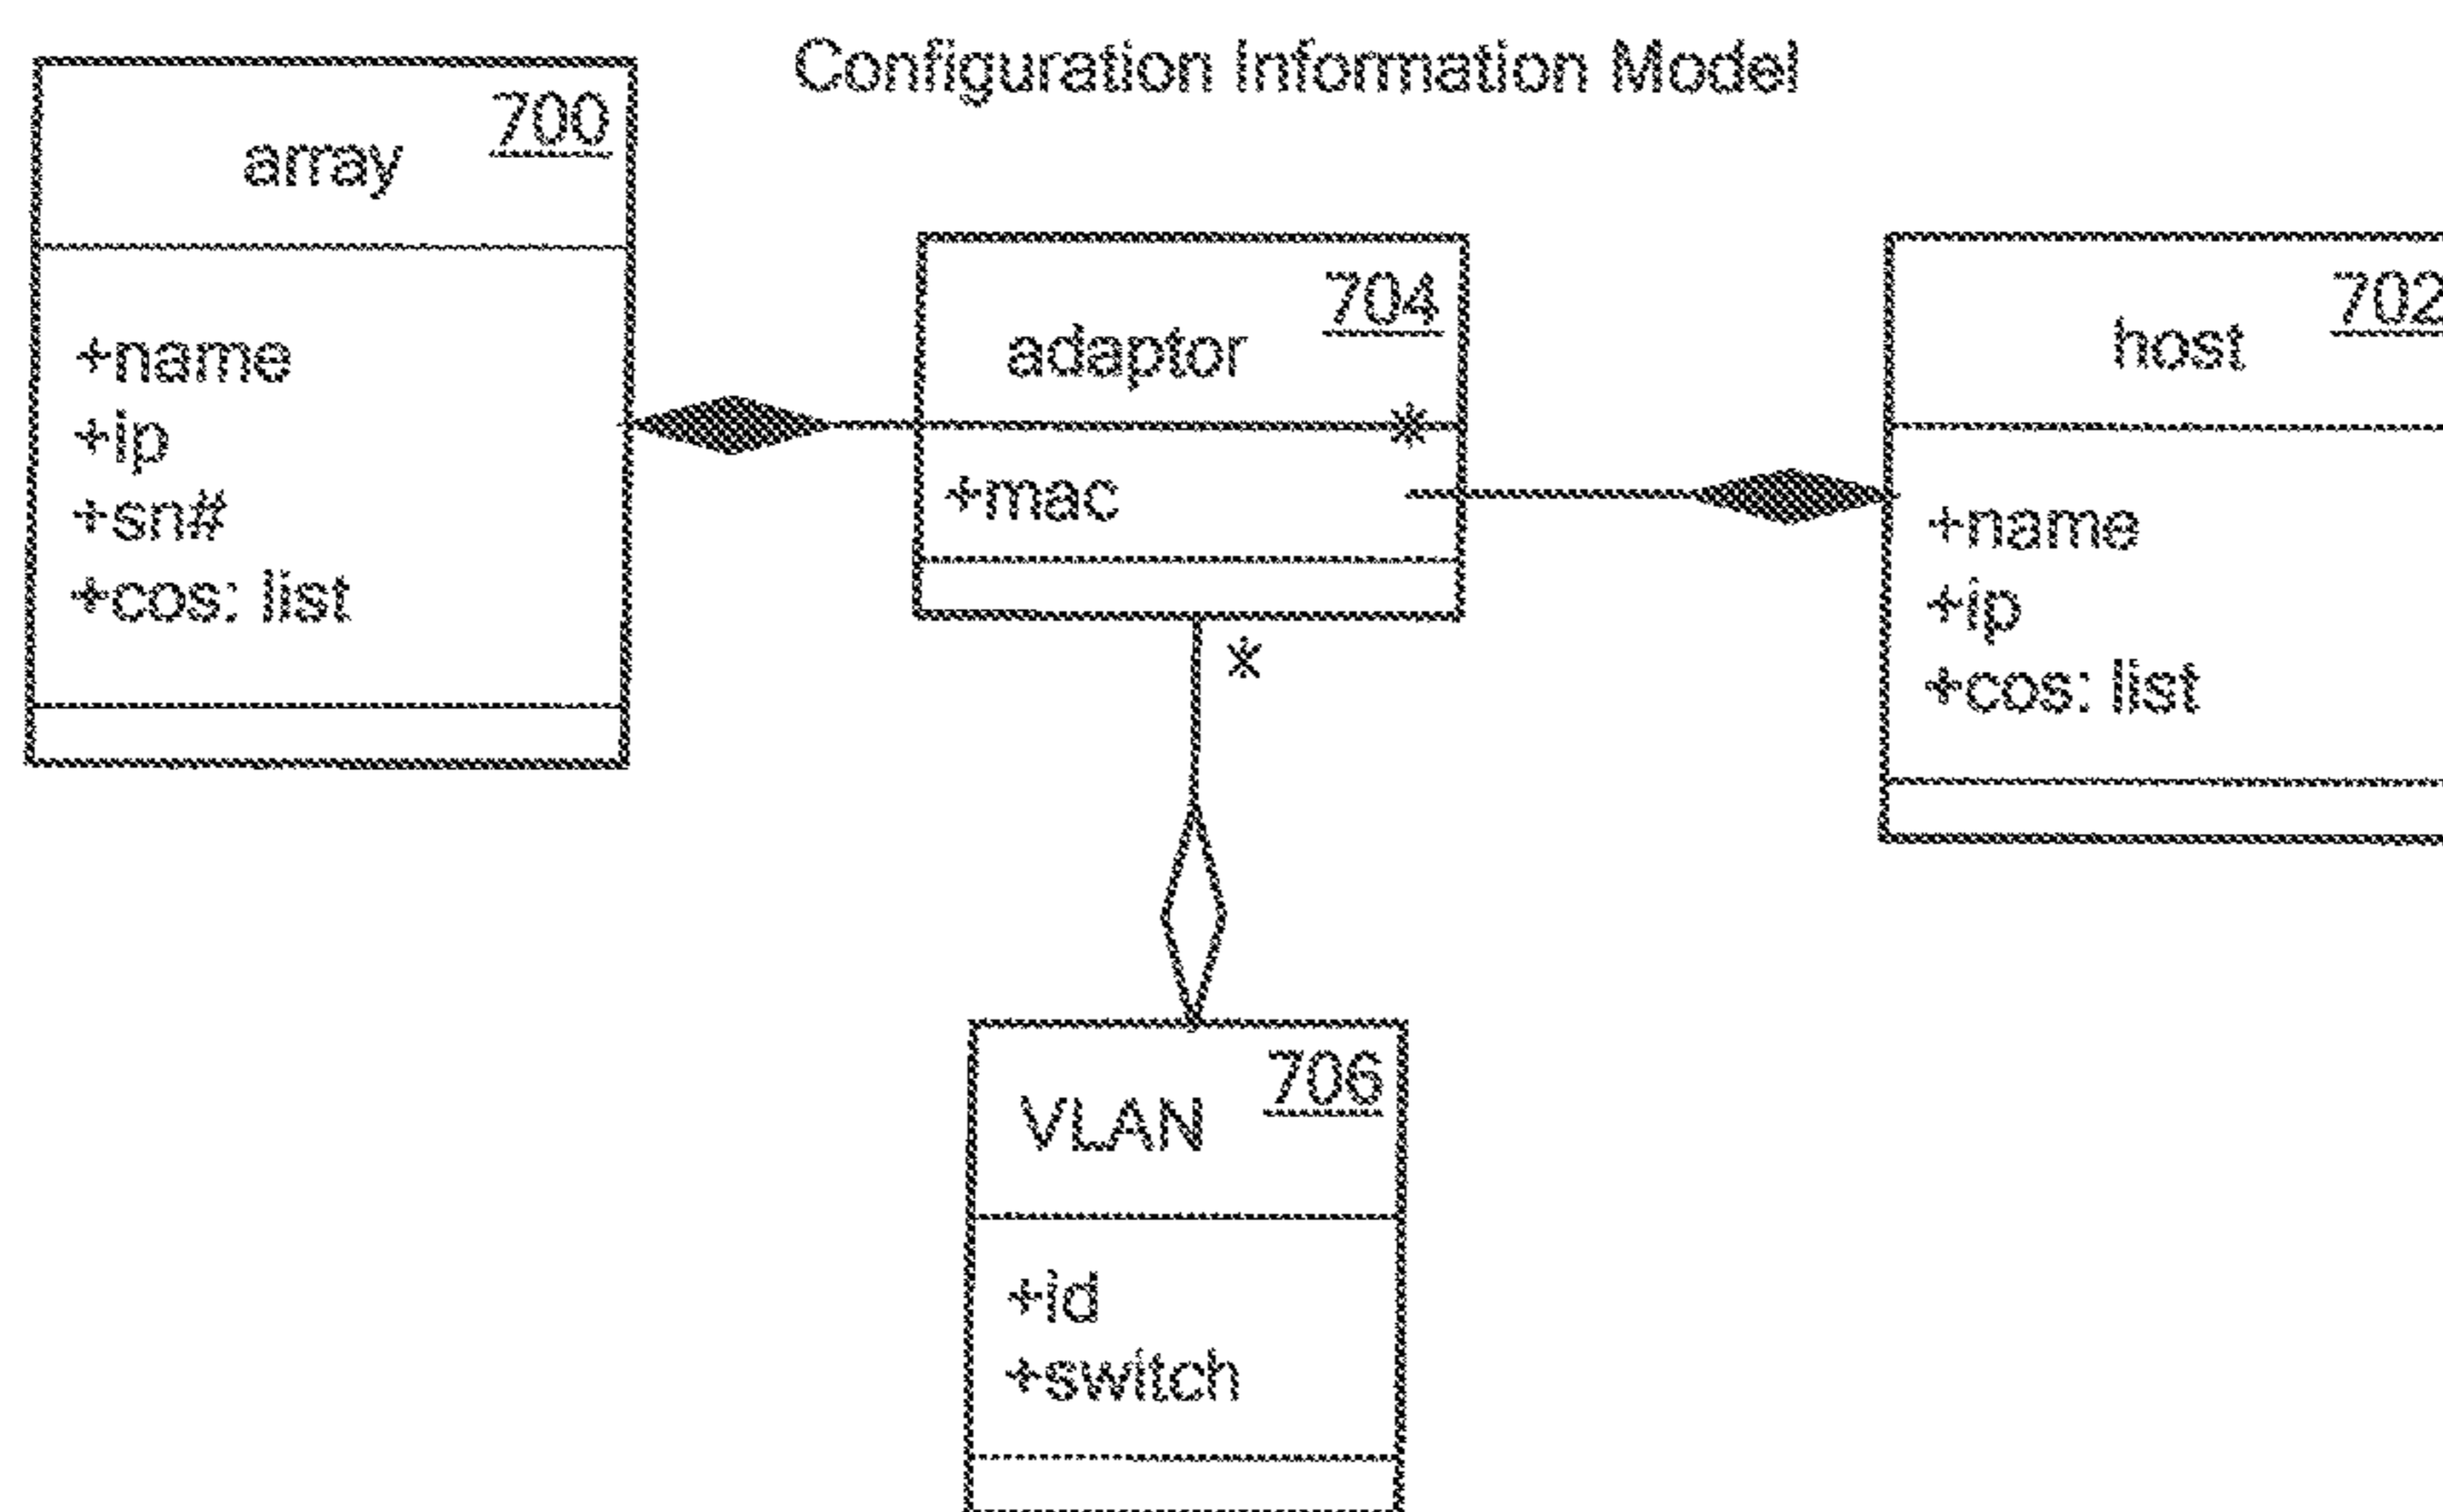 Configuration Information Model
700
array
+name
+ip
+sn#
+cos: list
704
adaptor
*
+mac
*
702
host
+name
+ip
+cos: list
706
VLAN
+id
+switch